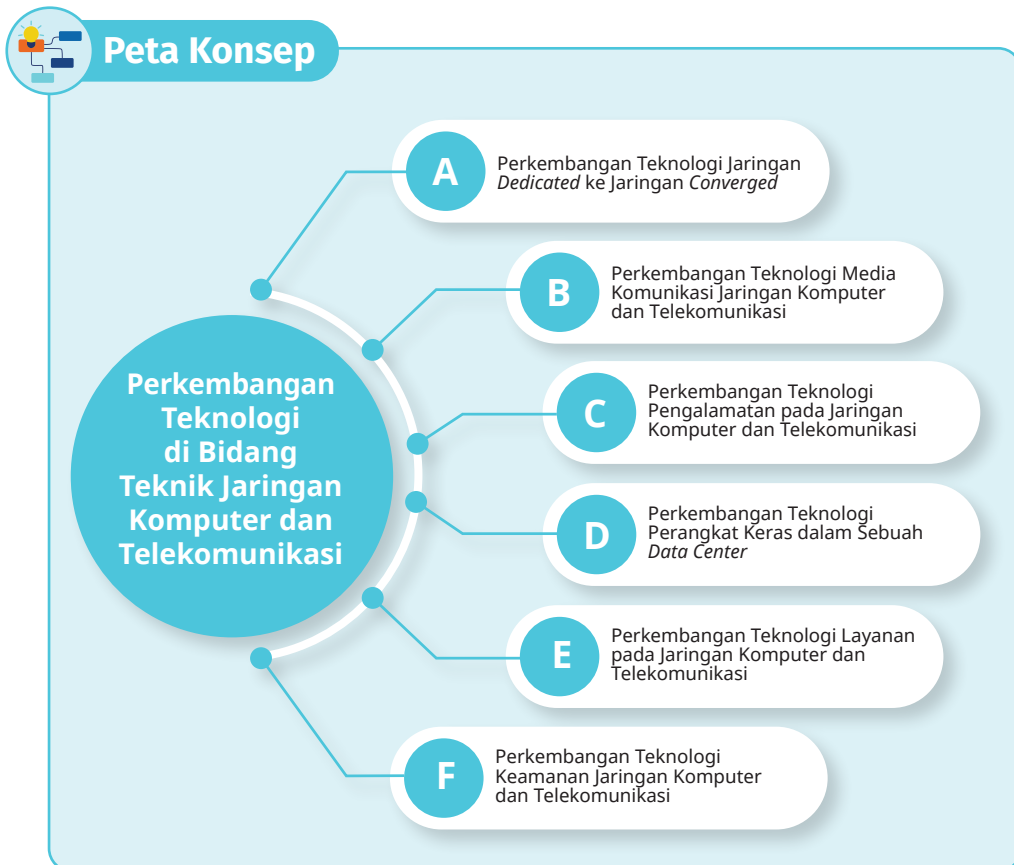 Peta Konsep
A
Perkembangan Teknologi Jaringan
Dedicated ke Jaringan Converged
B
Perkembangan Teknologi Media
Komunikasi Jaringan Komputer
dan Telekomunikasi
Perkembangan
Teknologi
di Bidang
Teknik Jaringan
Komputer dan
Telekomunikasi
C
Perkembangan Teknologi
Pengalamatan pada Jaringan
Komputer dan Telekomunikasi
D
Perkembangan Teknologi
Perangkat Keras dalam Sebuah
Data Center
E
Perkembangan Teknologi Layanan
pada Jaringan Komputer dan
Telekomunikasi
F
Perkembangan Teknologi
Keamanan Jaringan Komputer
dan Telekomunikasi